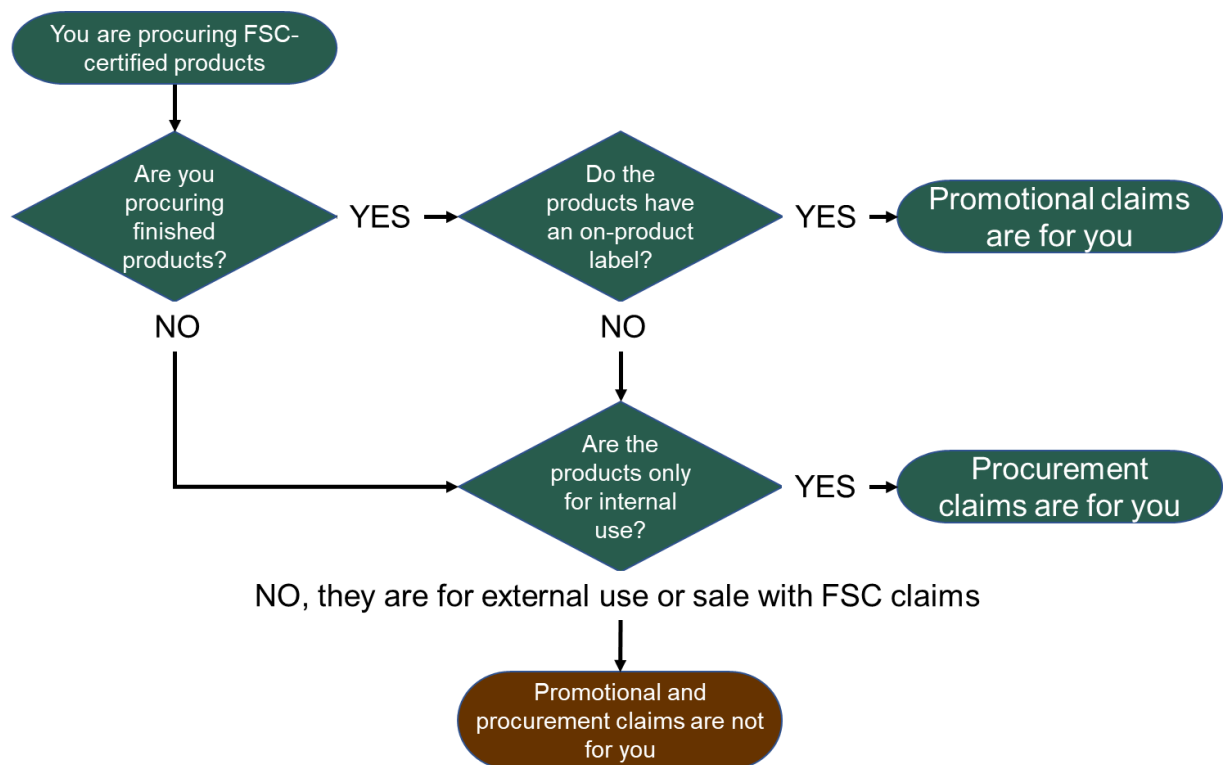 You are procuring FSC-
certified products
Are you
procuring
finished
products?
YES
Do the
products have
an on-product
label?
YES
Promotional claims
are for you
NO
NO
Are the
products only
for internal
use?
YES
Procurement
claims are for you
NO, they are for external use or sale with FSC claims
Promotional and
procurement claims are not
for you